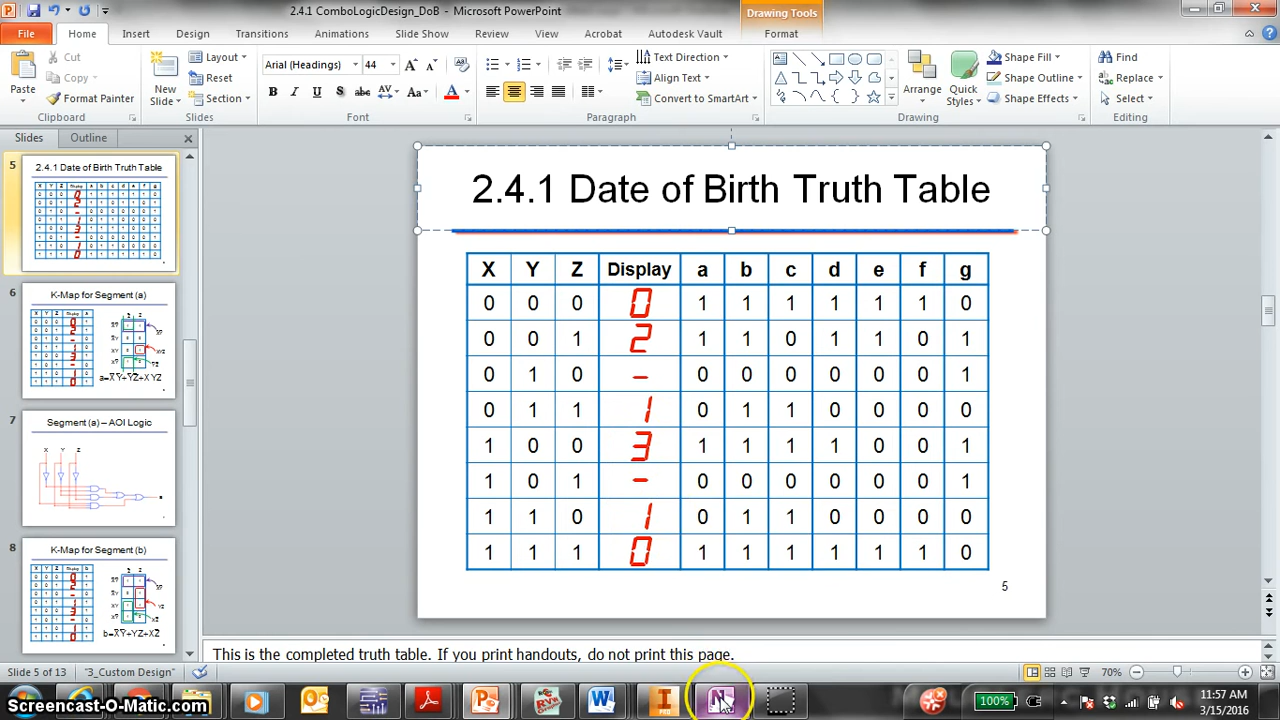 2.4.1 ComboLogicDesign_DoB - Microsoft PowerPoint
Drawing Tools
File Home Insert Design Transitions Animations Slide Show Review View Acrobat Autodesk Vault Format
Paste
Cut
Copy
Format Painter
Clipboard
New Slide
Layout
Reset
Section
Slides
Arial (Headings) 44
Font
Text Direction
Align Text
Convert to SmartArt
Paragraph
Arrange
Quick Styles
Shape Fill
Shape Outline
Shape Effects
Drawing
Find
Replace
Select
Editing
Slides Outline
5
2.4.1 Date of Birth Truth Table
6
K-Map for Segment (a)
7
Segment (a) – AOI Logic
X Y Z
8
K-Map for Segment (b)
2.4.1 Date of Birth Truth Table
X Y Z Display a b c d e f g
0 0 0 0 1 1 1 1 1 1 0
0 0 1 2 1 1 0 1 1 0 1
0 1 0 - 0 0 0 0 0 0 1
0 1 1 1 0 1 1 0 0 0 0
1 0 0 3 1 1 1 1 0 0 1
1 0 1 - 0 0 0 0 0 0 1
1 1 0 1 0 1 1 0 0 0 0
1 1 1 0 1 1 1 1 1 1 0
5
This is the completed truth table. If you print handouts, do not print this page.
Slide 5 of 13 "3_Custom Design" 70%
Screencast-O-Matic.com
100%
11:57 AM
3/15/2016